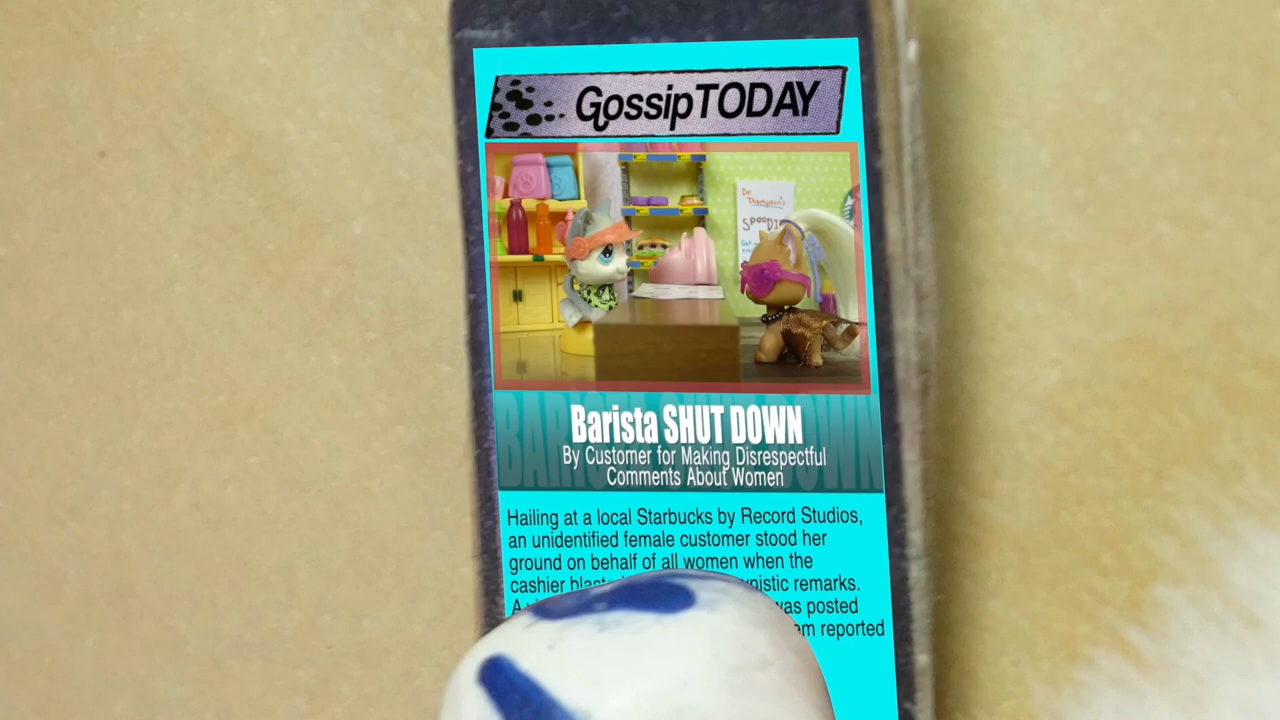 GossipTODAY
Dr.
Thompson's
Barista SHUT DOWN
By Customer for Making Disrespectful
Comments About Women
Hailing at a local Starbucks by Record Studios,
an unidentified female customer stood her
ground on behalf of all women when the
cashier remarks.
was posted
reported